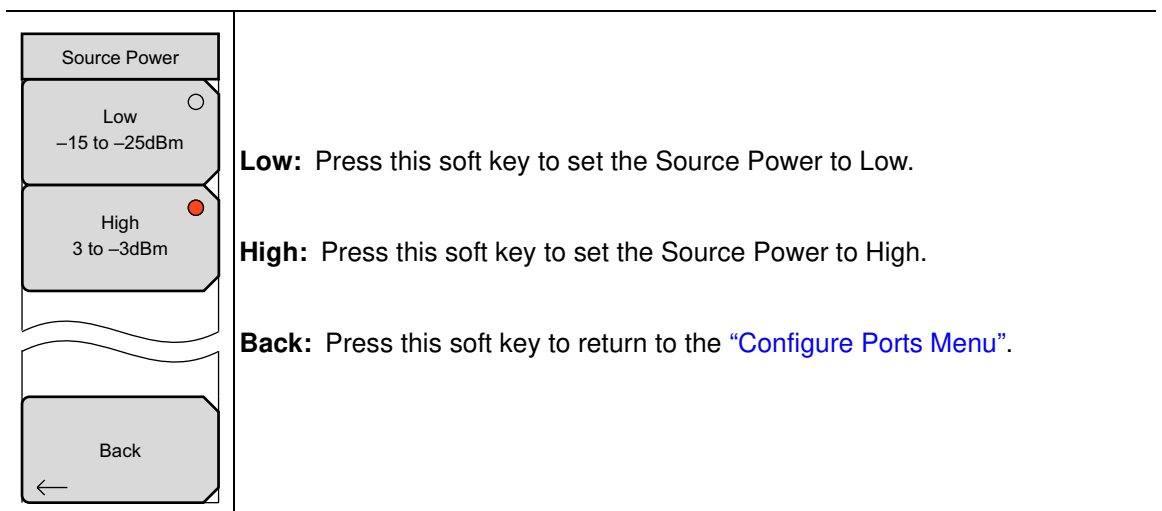 Source Power
Low
–15 to –25dBm
High
3 to –3dBm
Back
Low: Press this soft key to set the Source Power to Low.
High: Press this soft key to set the Source Power to High.
Back: Press this soft key to return to the “Configure Ports Menu”.